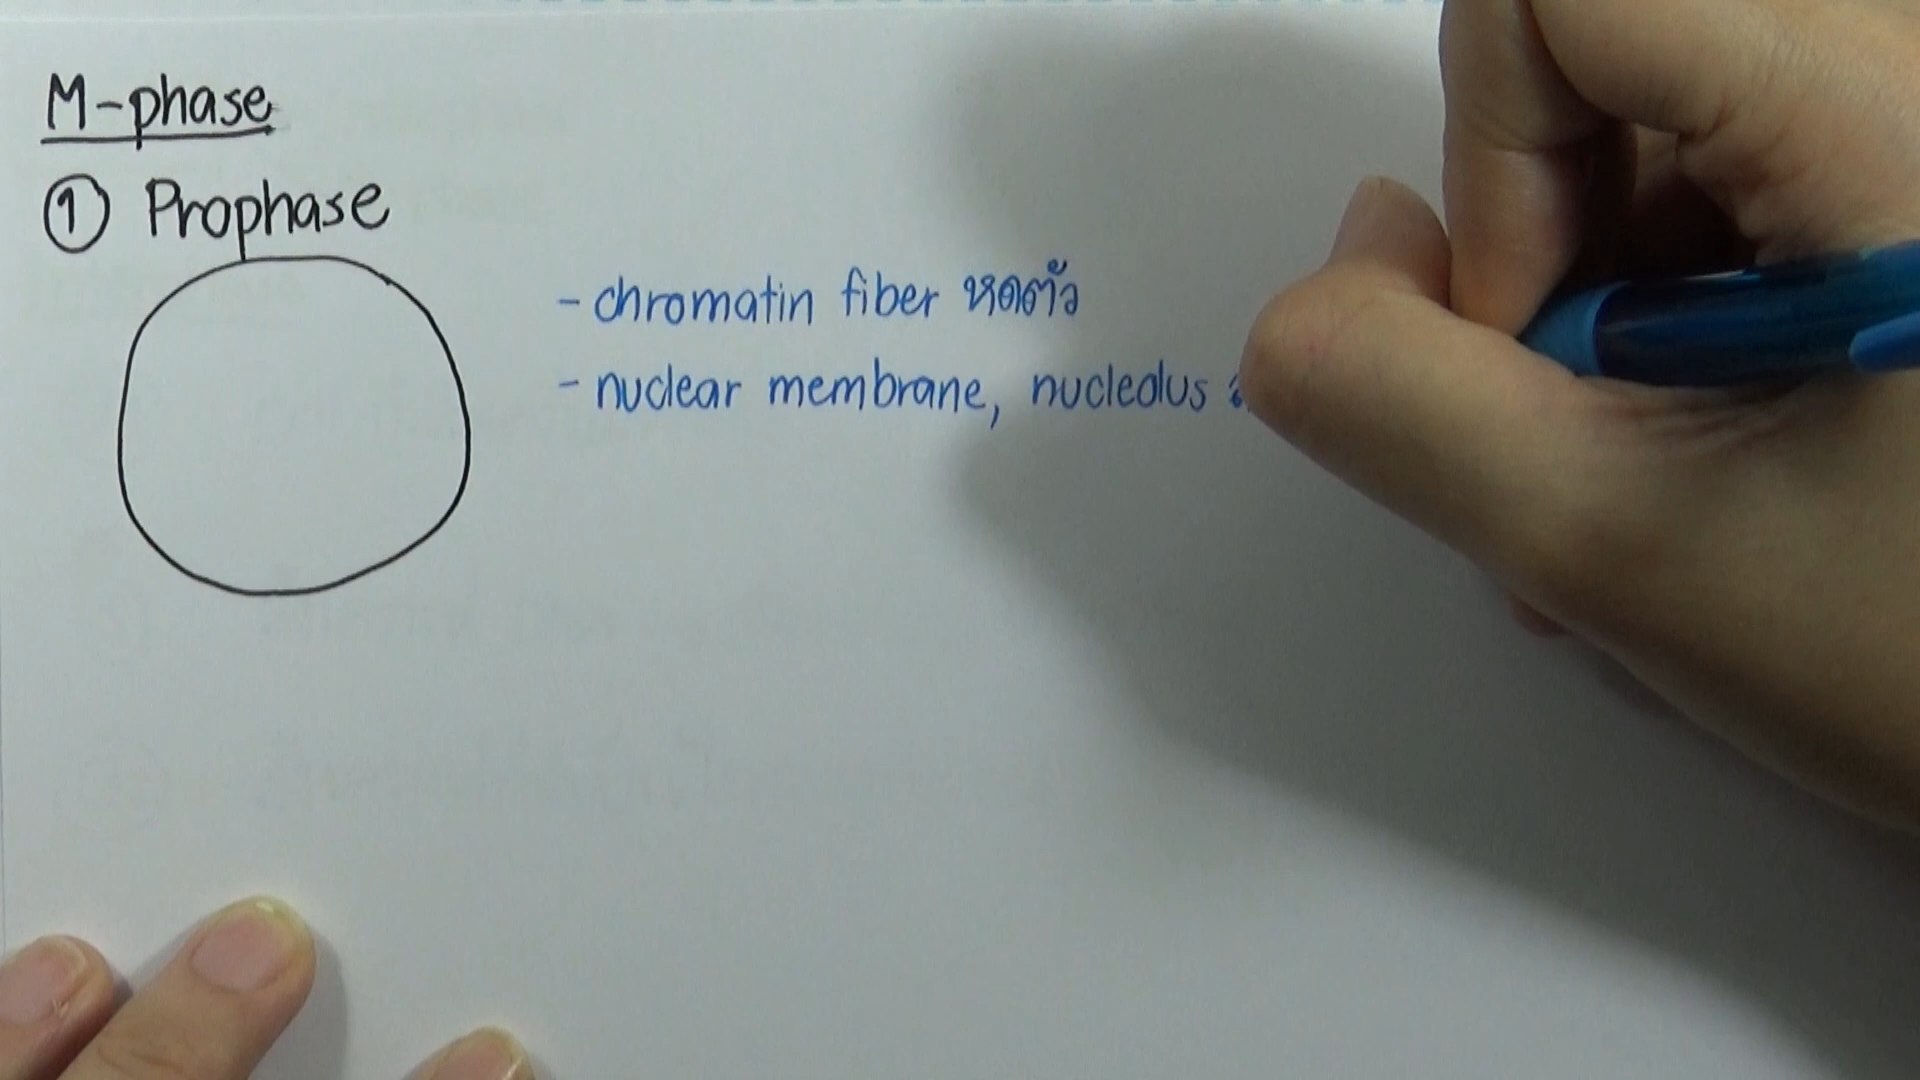 M-phase
① Prophase
- chromatin fiber หดตัว
- nuclear membrane, nucleolus